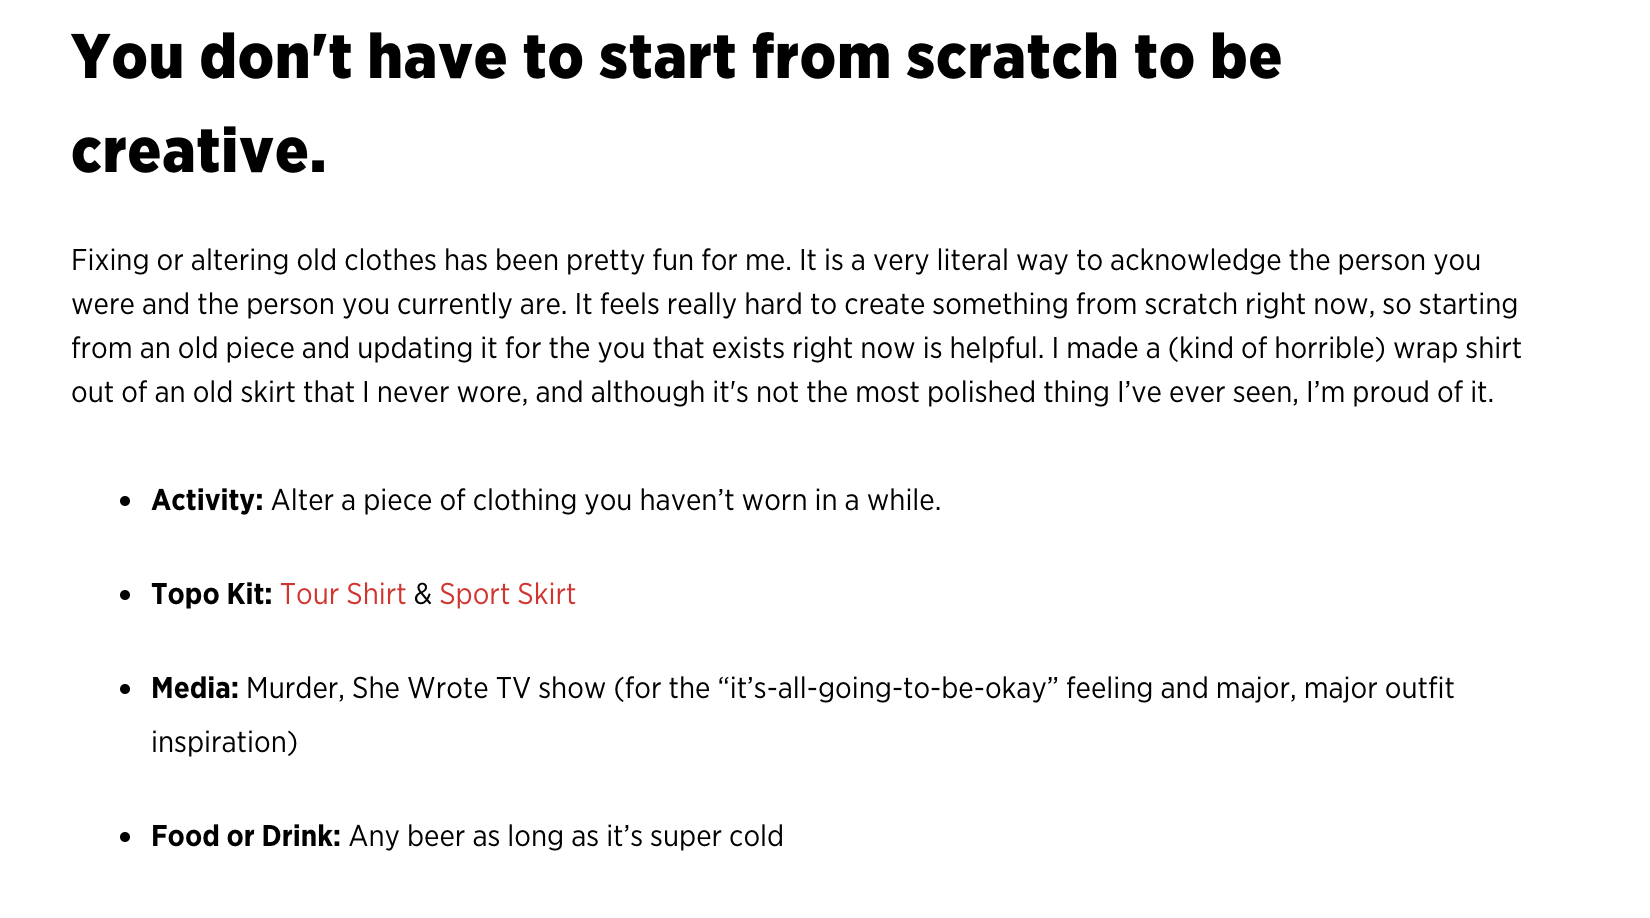 You don't have to start from scratch to be
creative.
Fixing or altering old clothes has been pretty fun for me. It is a very literal way to acknowledge the person you
were and the person you currently are. It feels really hard to create something from scratch right now, so starting
from an old piece and updating it for the you that exists right now is helpful. I made a (kind of horrible) wrap shirt
out of an old skirt that I never wore, and although it's not the most polished thing I’ve ever seen, I’m proud of it.
• Activity: Alter a piece of clothing you haven’t worn in a while.
• Topo Kit: Tour Shirt & Sport Skirt
• Media: Murder, She Wrote TV show (for the “it’s-all-going-to-be-okay” feeling and major, major outfit
inspiration)
• Food or Drink: Any beer as long as it’s super cold